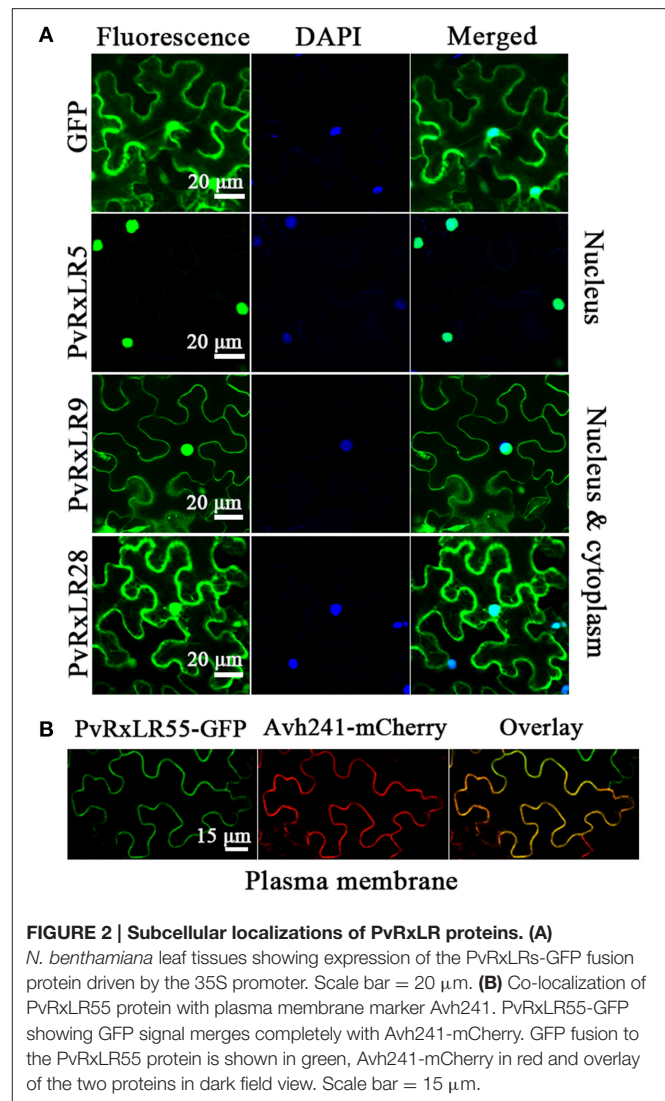 A
Fluorescence DAPI Merged
GFP
20 μm
PvRxLR5
20 μm
Nucleus
PvRxLR9
20 μm
PvRxLR28
20 μm
Nucleus & cytoplasm
B
PvRxLR55-GFP Avh241-mCherry Overlay
15 μm
Plasma membrane
FIGURE 2 | Subcellular localizations of PvRxLR proteins. (A)
N. benthamiana leaf tissues showing expression of the PvRxLRs-GFP fusion
protein driven by the 35S promoter. Scale bar = 20 μm. (B) Co-localization of
PvRxLR55 protein with plasma membrane marker Avh241. PvRxLR55-GFP
showing GFP signal merges completely with Avh241-mCherry. GFP fusion to
the PvRxLR55 protein is shown in green, Avh241-mCherry in red and overlay
of the two proteins in dark field view. Scale bar = 15 μm.